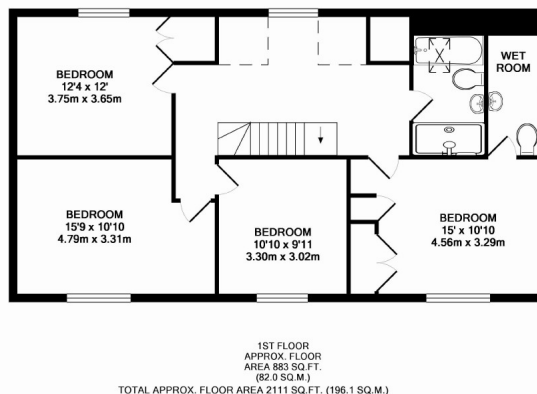 BEDROOM
12'4 x 12'
3.75m x 3.65m
WET
ROOM
BEDROOM
15'9 x 10'10
4.79m x 3.31m
BEDROOM
10'10 x 9'11
3.30m x 3.02m
BEDROOM
15' x 10'10
4.56m x 3.29m
1ST FLOOR
APPROX. FLOOR
AREA 883 SQ.FT.
(82.0 SQ.M.)
TOTAL APPROX. FLOOR AREA 2111 SQ.FT. (196.1 SQ.M.)